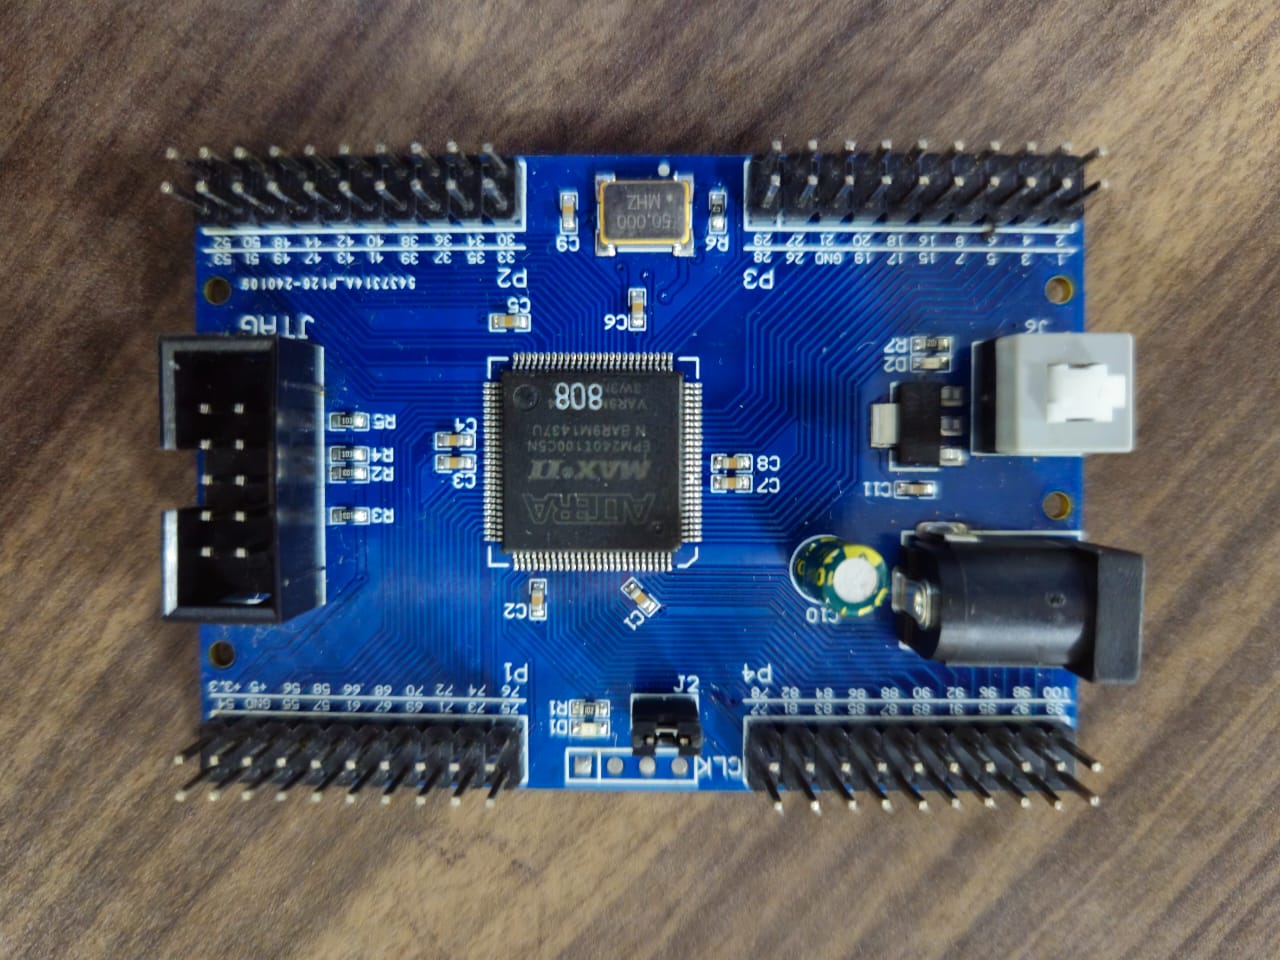 CLK
99 97 95 91 89 87 85 83 81 77
100 98 96 92 90 88 86 84 82 78
P4
D1
R1
J2
75 73 71 69 67 61 57 55 GND 54
76 74 72 70 68 66 58 56 +5 +3.3
P1
C10
C1
C2
C11
D2
R7
J6
C7
C8
ALTERA
MAX II
EPM240T100C5N
N BAR9M1437U
808
C3
C4
R3
R2
R4
R5
JTAG
C6
C5
P3
1 3 5 7 15 17 19 GND 26 28
2 4 6 8 16 18 20 21 27 29
R6
50.000
MHZ
C9
P2
5437314A_P126-240106
33 35 37 39 41 43 47 49 51 53
30 34 36 38 40 42 44 48 50 52